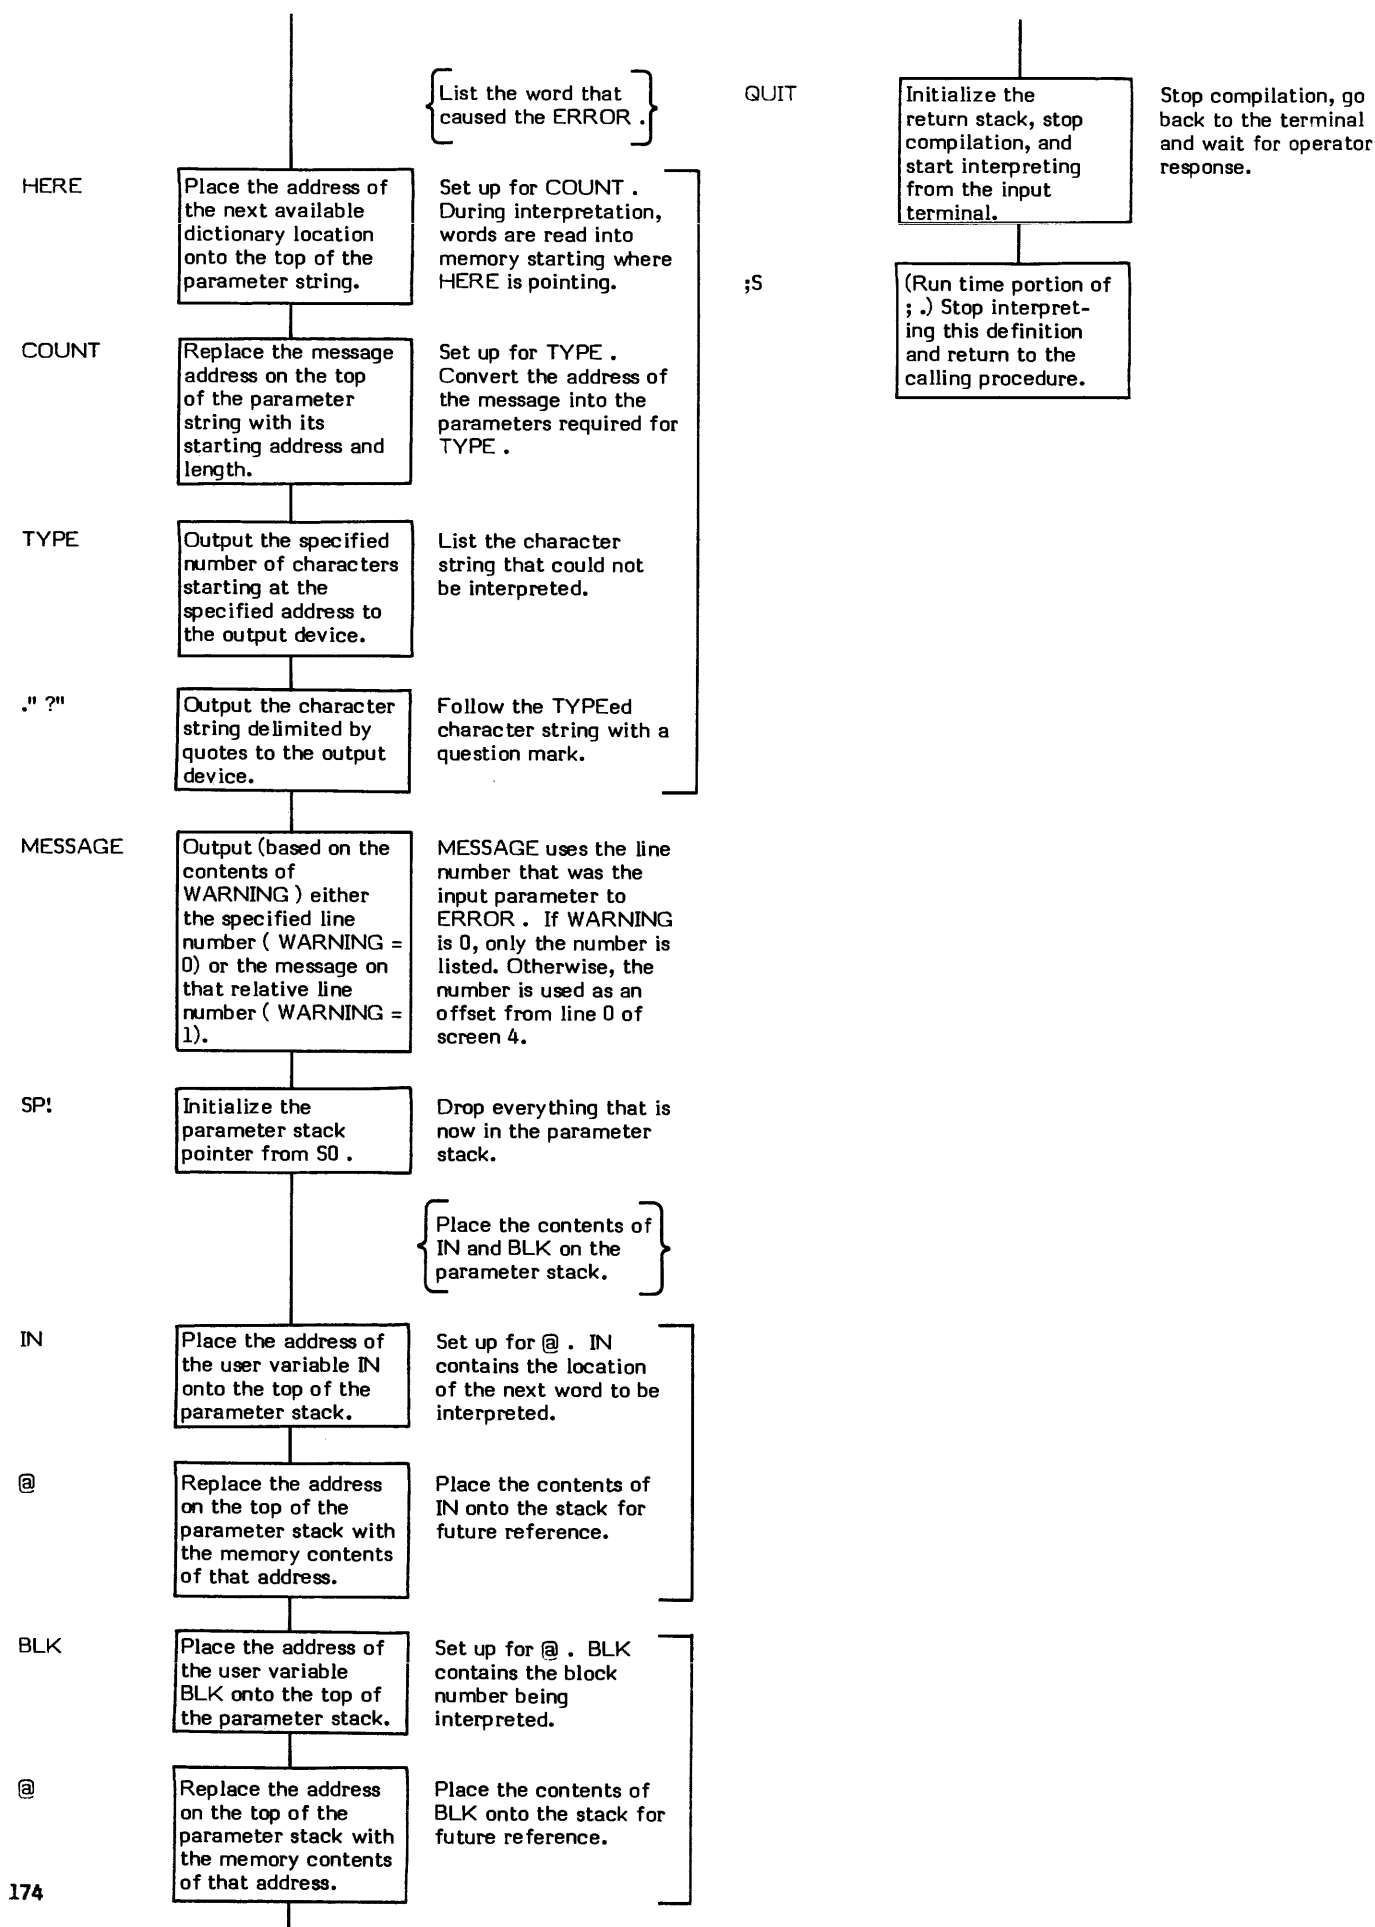 List the word that
caused the ERROR .
HERE
Place the address of
the next available
dictionary location
onto the top of the
parameter string.
Set up for COUNT .
During interpretation,
words are read into
memory starting where
HERE is pointing.
COUNT
Replace the message
address on the top
of the parameter
string with its
starting address and
length.
Set up for TYPE .
Convert the address of
the message into the
parameters required for
TYPE .
TYPE
Output the specified
number of characters
starting at the
specified address to
the output device.
List the character
string that could not
be interpreted.
." ?"
Output the character
string delimited by
quotes to the output
device.
Follow the TYPEed
character string with a
question mark.
MESSAGE
Output (based on the
contents of
WARNING ) either
the specified line
number ( WARNING =
0) or the message on
that relative line
number ( WARNING =
1).
MESSAGE uses the line
number that was the
input parameter to
ERROR . If WARNING
is 0, only the number is
listed. Otherwise, the
number is used as an
offset from line 0 of
screen 4.
SP!
Initialize the
parameter stack
pointer from S0 .
Drop everything that is
now in the parameter
stack.
Place the contents of
IN and BLK on the
parameter stack.
IN
Place the address of
the user variable IN
onto the top of the
parameter stack.
Set up for @ . IN
contains the location
of the next word to be
interpreted.
@
Replace the address
on the top of the
parameter stack with
the memory contents
of that address.
Place the contents of
IN onto the stack for
future reference.
BLK
Place the address of
the user variable
BLK onto the top of
the parameter stack.
Set up for @ . BLK
contains the block
number being
interpreted.
@
Replace the address
on the top of the
parameter stack with
the memory contents
of that address.
Place the contents of
BLK onto the stack for
future reference.
174
QUIT
Initialize the
return stack, stop
compilation, and
start interpreting
from the input
terminal.
Stop compilation, go
back to the terminal
and wait for operator
response.
;S
(Run time portion of
; .) Stop interpret-
ing this definition
and return to the
calling procedure.